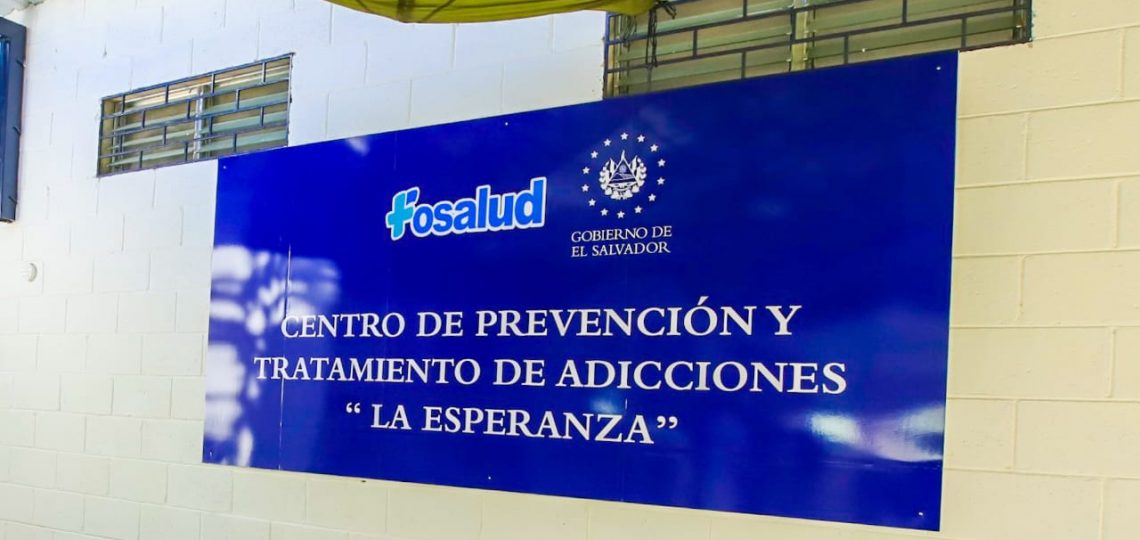 fosalud
GOBIERNO DE
EL SALVADOR
CENTRO DE PREVENCIÓN Y
TRATAMIENTO DE ADICCIONES
“ LA ESPERANZA”